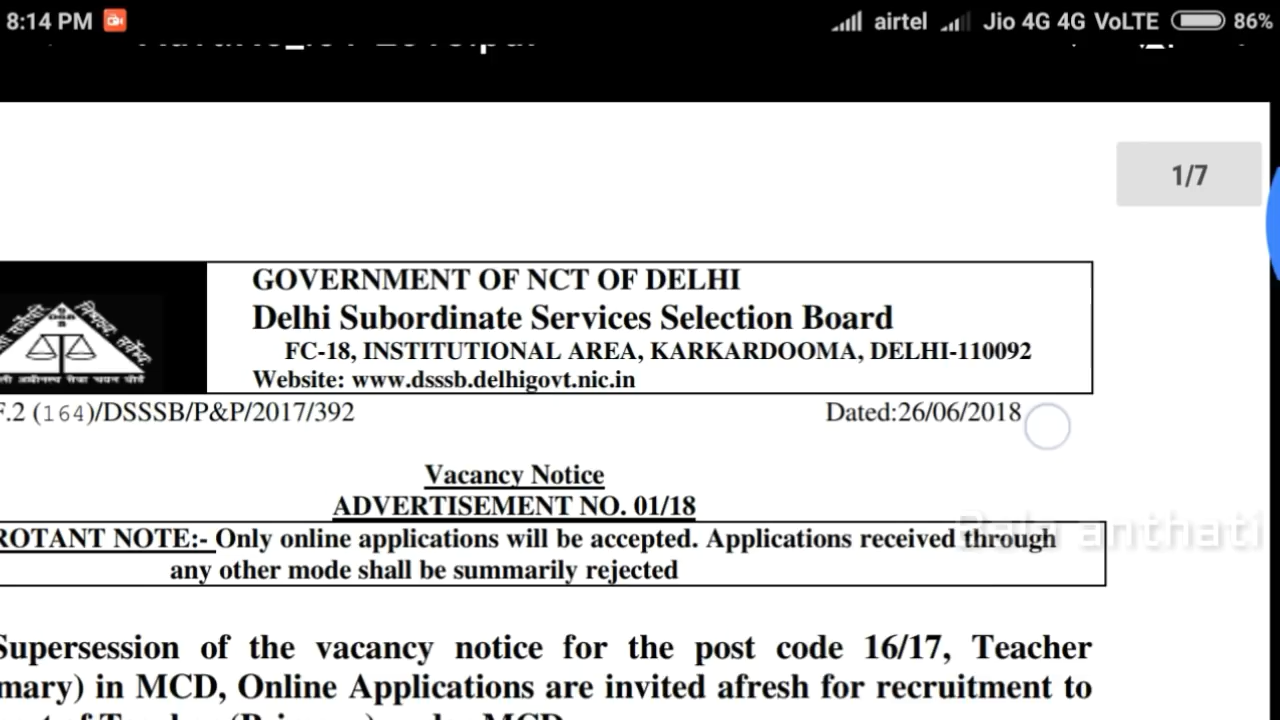 8:14 PM airtel Jio 4G 4G VoLTE 86%
1/7
GOVERNMENT OF NCT OF DELHI
Delhi Subordinate Services Selection Board
FC-18, INSTITUTIONAL AREA, KARKARDOOMA, DELHI-110092
Website: www.dsssb.delhigovt.nic.in
F.2 (164)/DSSSB/P&P/2017/392 Dated:26/06/2018
Vacancy Notice
ADVERTISEMENT NO. 01/18
ROTANT NOTE:- Only online applications will be accepted. Applications received through
any other mode shall be summarily rejected
Bala anthati
Supersession of the vacancy notice for the post code 16/17, Teacher
mary) in MCD, Online Applications are invited afresh for recruitment to